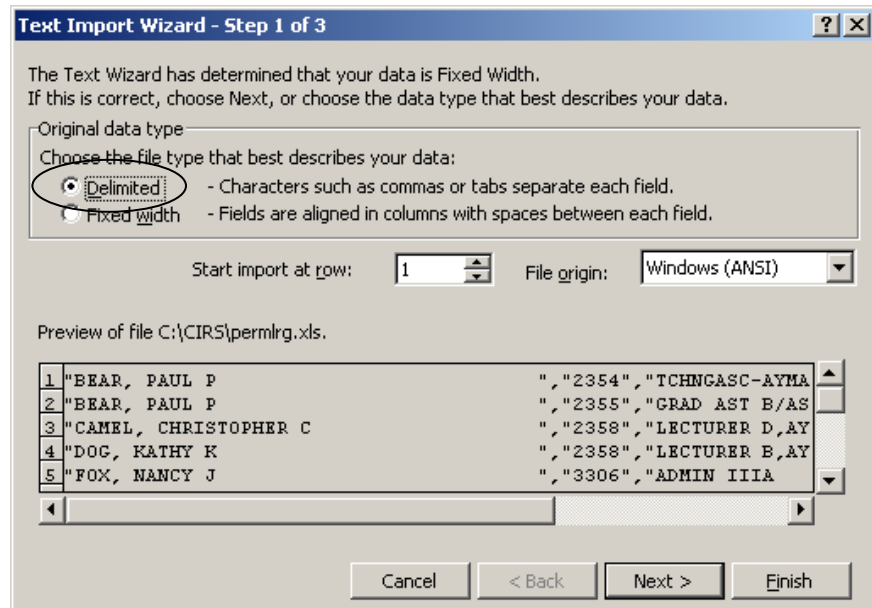 Text Import Wizard - Step 1 of 3
The Text Wizard has determined that your data is Fixed Width.
If this is correct, choose Next, or choose the data type that best describes your data.
Original data type
Choose the file type that best describes your data:
Delimited - Characters such as commas or tabs separate each field.
Fixed width - Fields are aligned in columns with spaces between each field.
Start import at row: 1 File origin: Windows (ANSI)
Preview of file C:\CIRS\permlrg.xls.
1 "BEAR, PAUL P ","2354","TCHNGASC-AYMA
2 "BEAR, PAUL P ","2355","GRAD AST B/AS
3 "CAMEL, CHRISTOPHER C ","2358","LECTURER D,AY
4 "DOG, KATHY K ","2358","LECTURER B,AY
5 "FOX, NANCY J ","3306","ADMIN IIIA
Cancel < Back Next > Finish